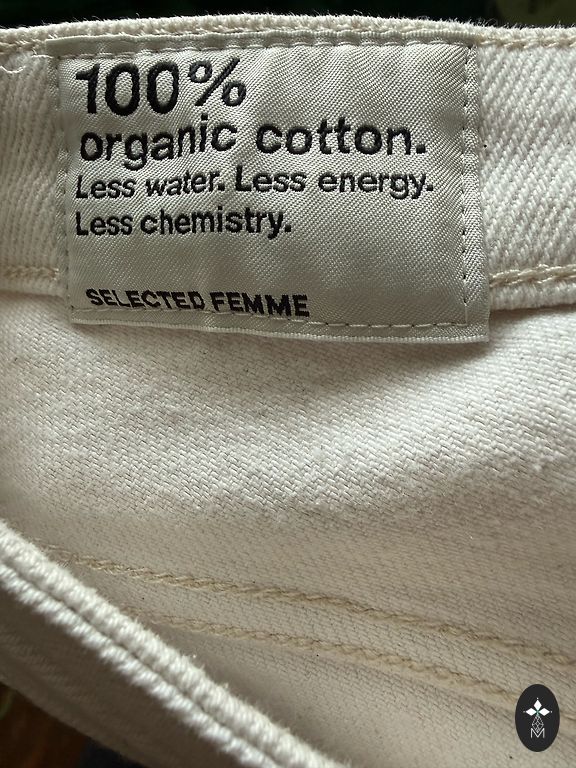 100%
organic cotton.
Less water. Less energy.
Less chemistry.
SELECTED FEMME
M